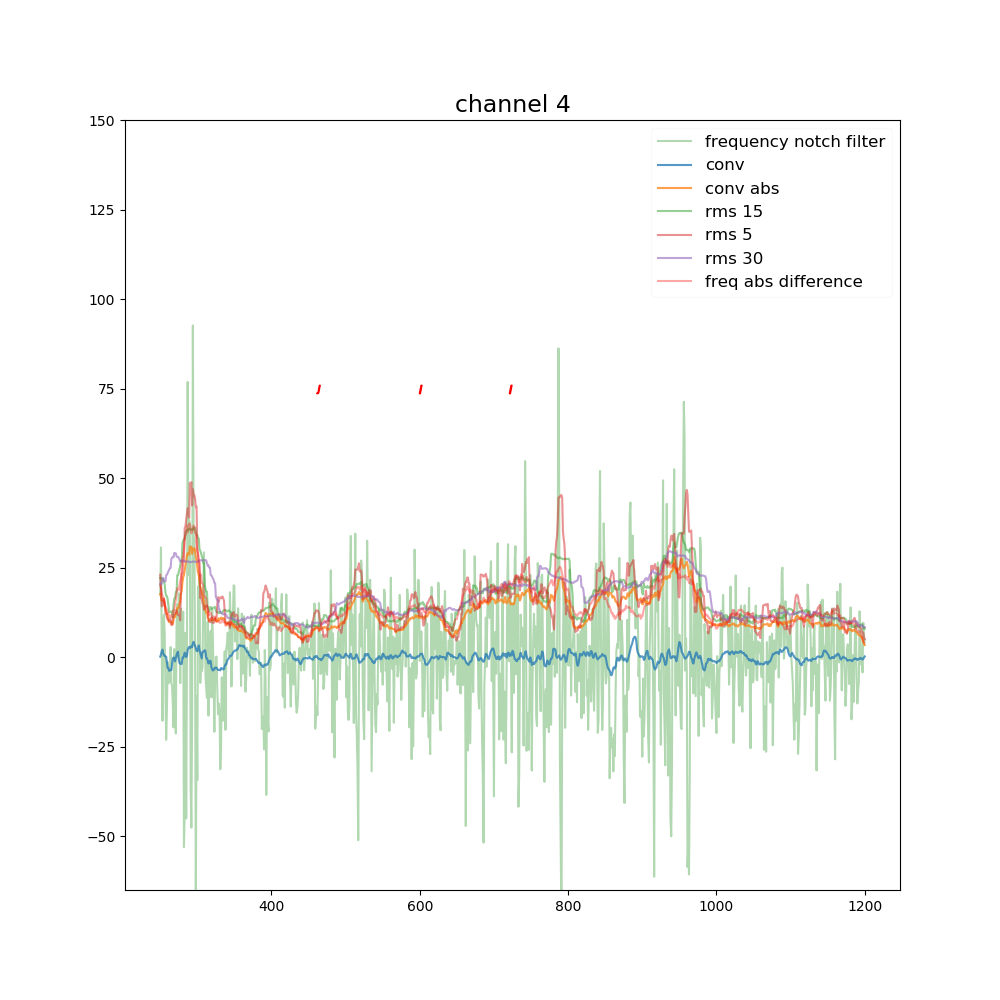 channel 4
150
125
100
75
50
25
0
−25
−50
400 600 800 1000 1200
frequency notch filter
conv
conv abs
rms 15
rms 5
rms 30
freq abs difference